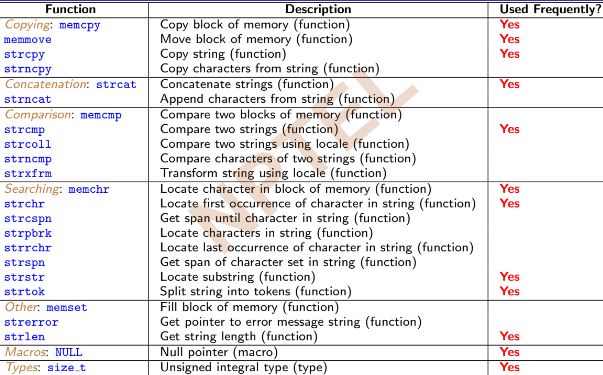 Function Description Used Frequently?
Copying: memcpy Copy block of memory (function) Yes
memmove Move block of memory (function) Yes
strcpy Copy string (function) Yes
strncpy Copy characters from string (function)
Concatenation: strcat Concatenate strings (function) Yes
strncat Append characters from string (function)
Comparison: memcmp Compare two blocks of memory (function)
strcmp Compare two strings (function) Yes
strcoll Compare two strings using locale (function)
strncmp Compare characters of two strings (function)
strxfrm Transform string using locale (function)
Searching: memchr Locate character in block of memory (function) Yes
strchr Locate first occurrence of character in string (function) Yes
strcspn Get span until character in string (function)
strpbrk Locate characters in string (function)
strrchr Locate last occurrence of character in string (function)
strspn Get span of character set in string (function)
strstr Locate substring (function) Yes
strtok Split string into tokens (function) Yes
Other: memset Fill block of memory (function)
strerror Get pointer to error message string (function)
strlen Get string length (function) Yes
Macros: NULL Null pointer (macro) Yes
Types: size_t Unsigned integral type (type) Yes
NPTEL